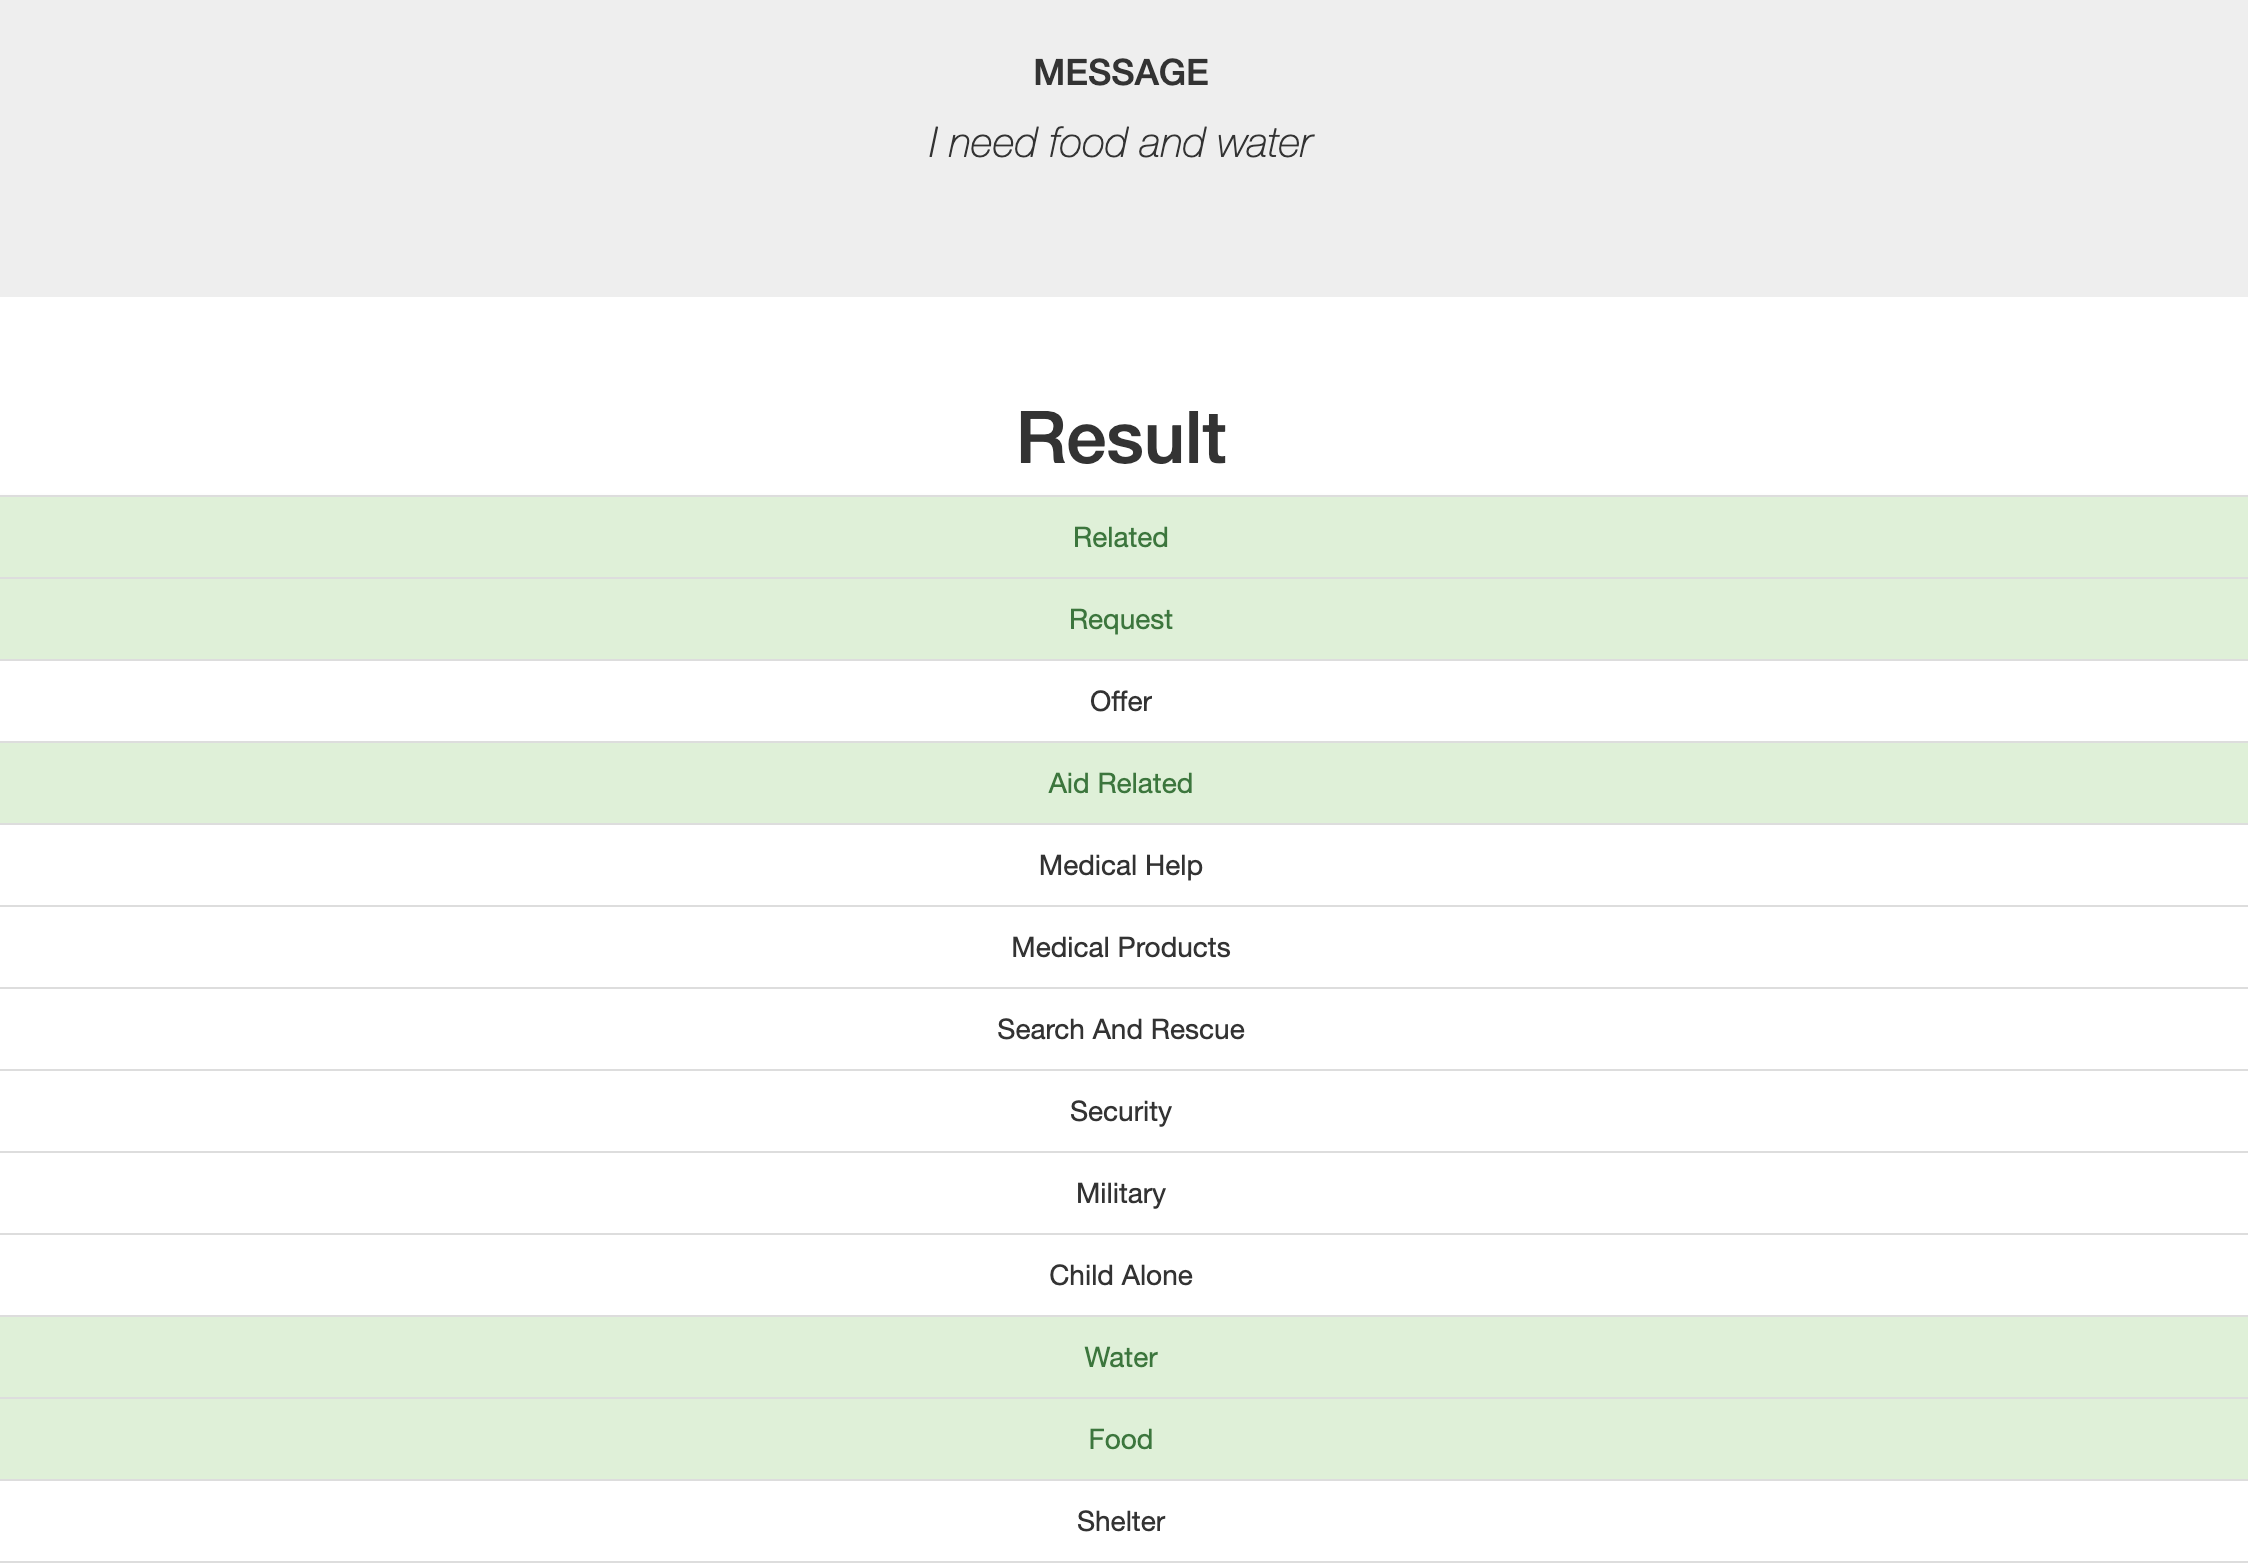 MESSAGE
I need food and water
Result
Related
Request
Offer
Aid Related
Medical Help
Medical Products
Search And Rescue
Security
Military
Child Alone
Water
Food
Shelter